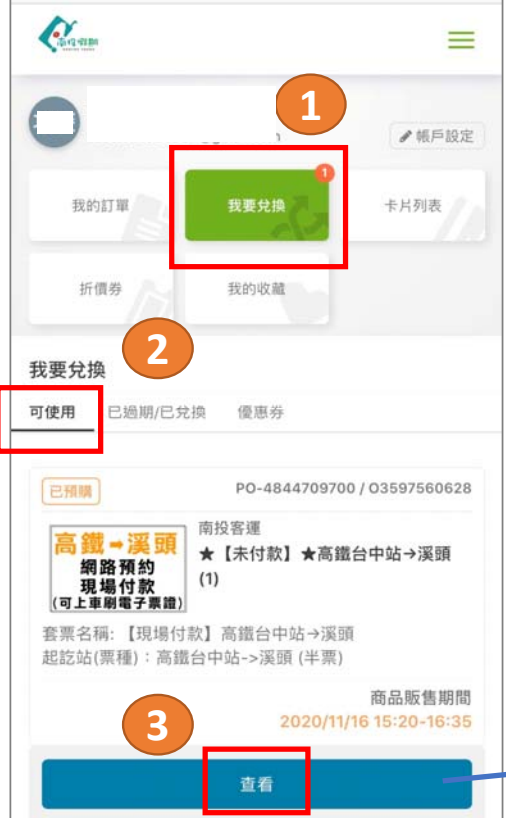 南投假期
1
帳戶設定
我的訂單
我要兌換
1
卡片列表
折價券
我的收藏
2
我要兌換
可使用
已過期/已兌換
優惠券
已預購
PO-4844709700 / O3597560628
高鐵→溪頭
網路預約
現場付款
(可上車刷電子票證)
南投客運
★【未付款】★高鐵台中站→溪頭
(1)
套票名稱: 【現場付款】高鐵台中站→溪頭
起訖站(票種)：高鐵台中站->溪頭 (半票)
商品販售期間
2020/11/16 15:20-16:35
3
查看